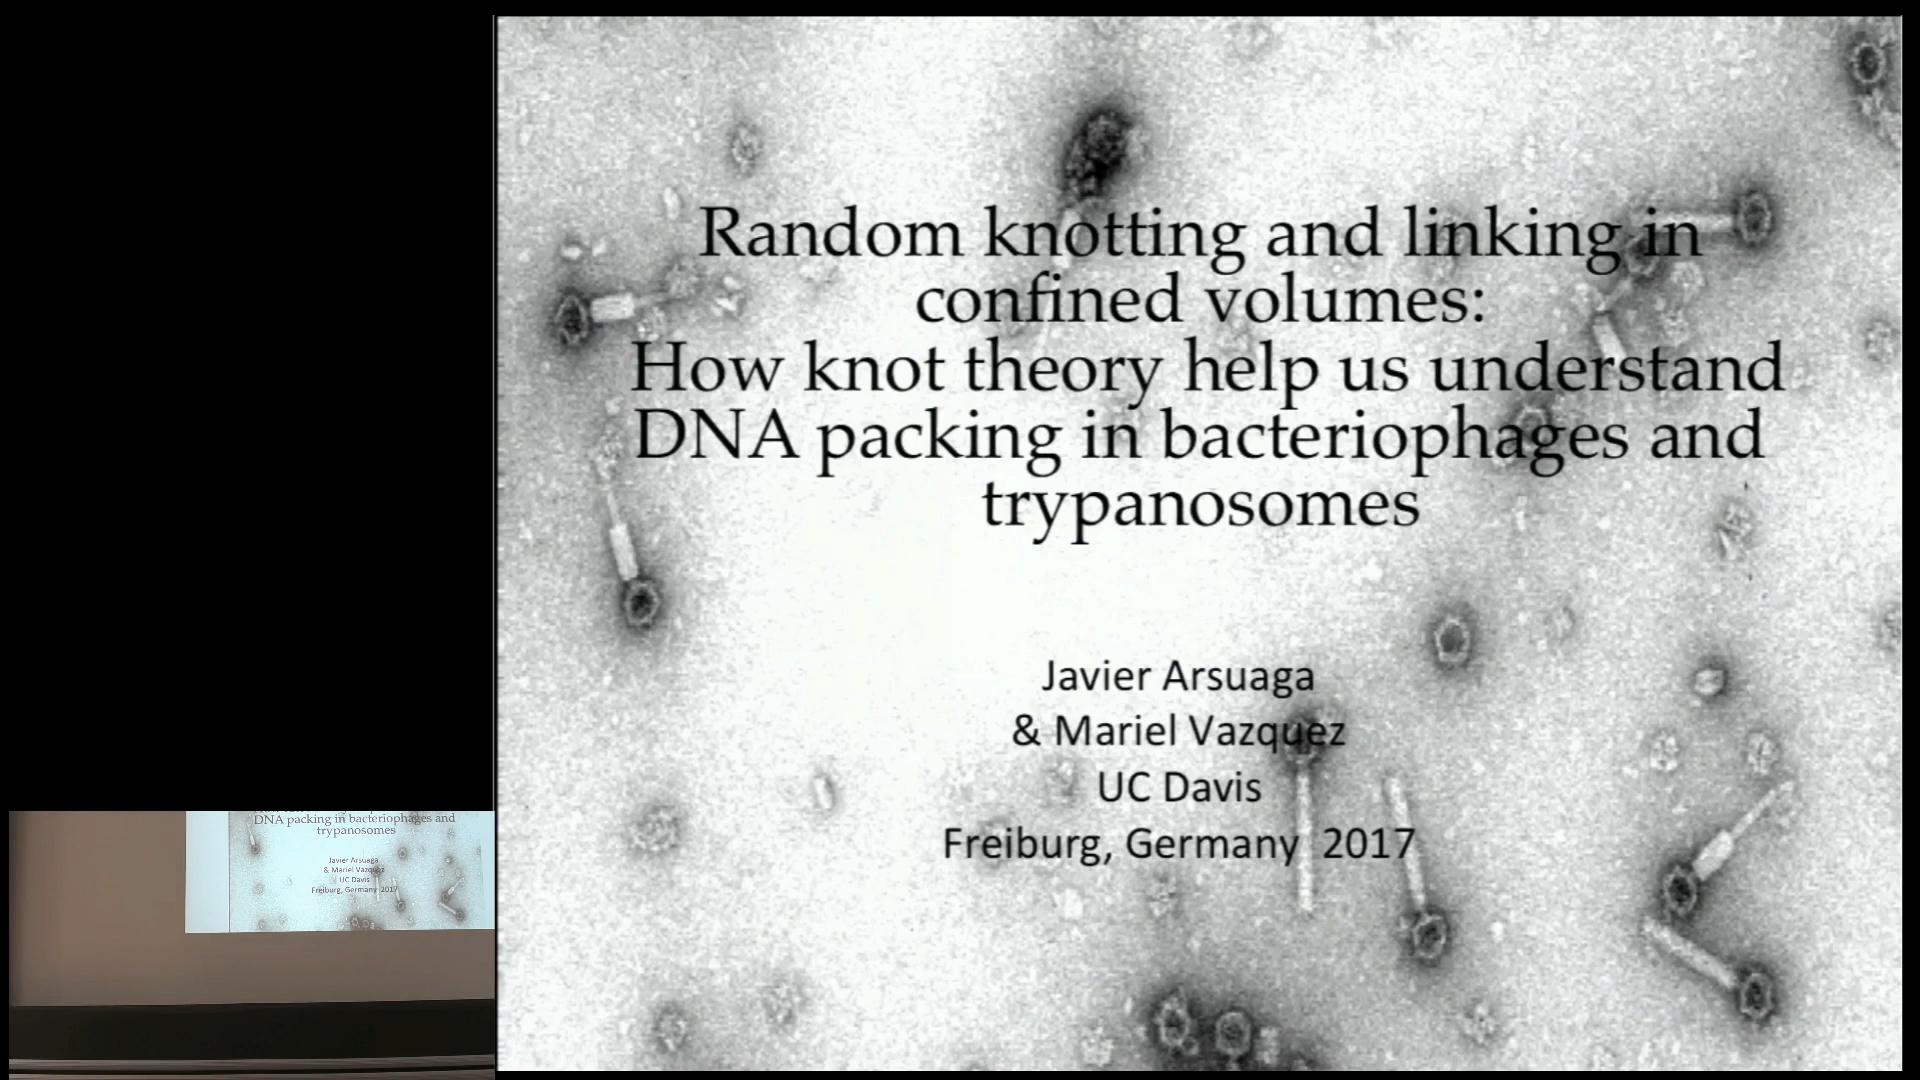 Random knotting and linking in
confined volumes:
How knot theory help us understand
DNA packing in bacteriophages and
trypanosomes
Javier Arsuaga
& Mariel Vazquez
UC Davis
Freiburg, Germany 2017
DNA packing in bacteriophages and
trypanosomes
Javier Arsuaga
& Mariel Vazquez
UC Davis
Freiburg, Germany 2017